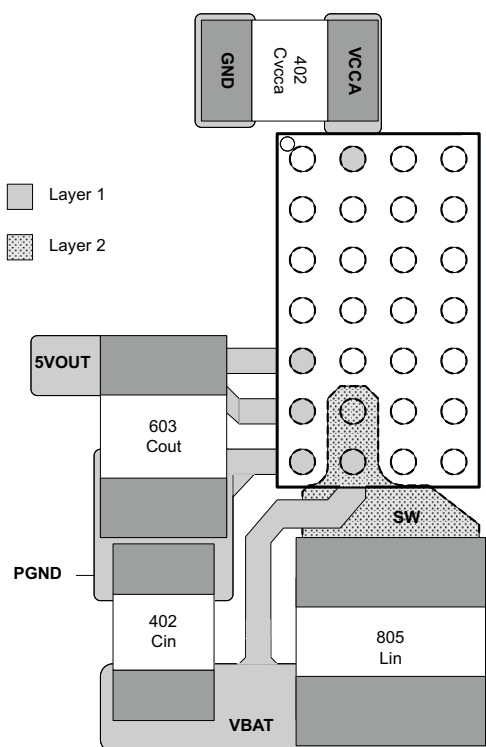 GND
402
Cvcca
VCCA
Layer 1
Layer 2
5VOUT
603
Cout
SW
PGND
402
Cin
805
Lin
VBAT